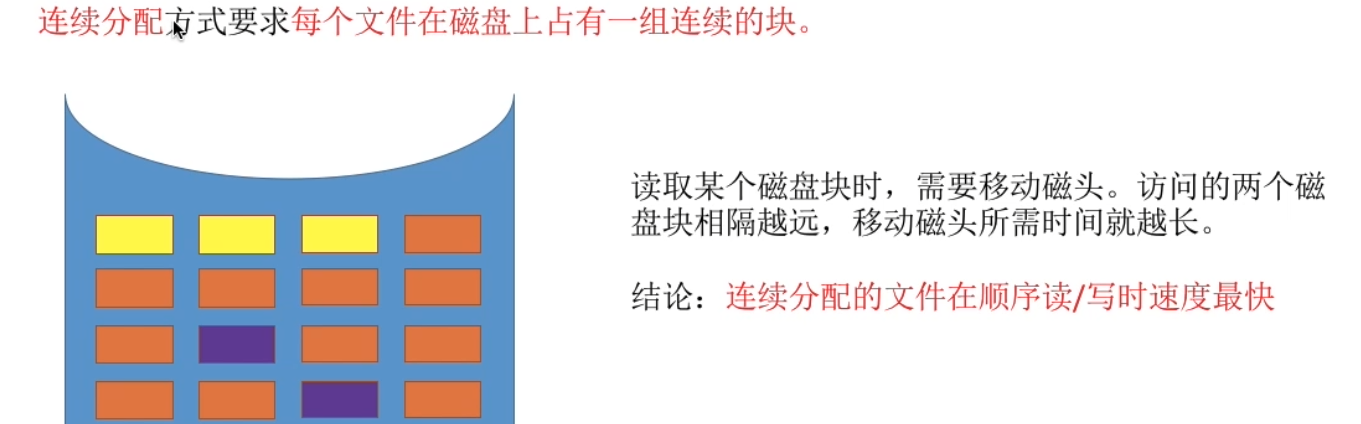 连续分配方式要求每个文件在磁盘上占有一组连续的块。
读取某个磁盘块时，需要移动磁头。访问的两个磁
盘块相隔越远，移动磁头所需时间就越长。
结论：连续分配的文件在顺序读/写时速度最快